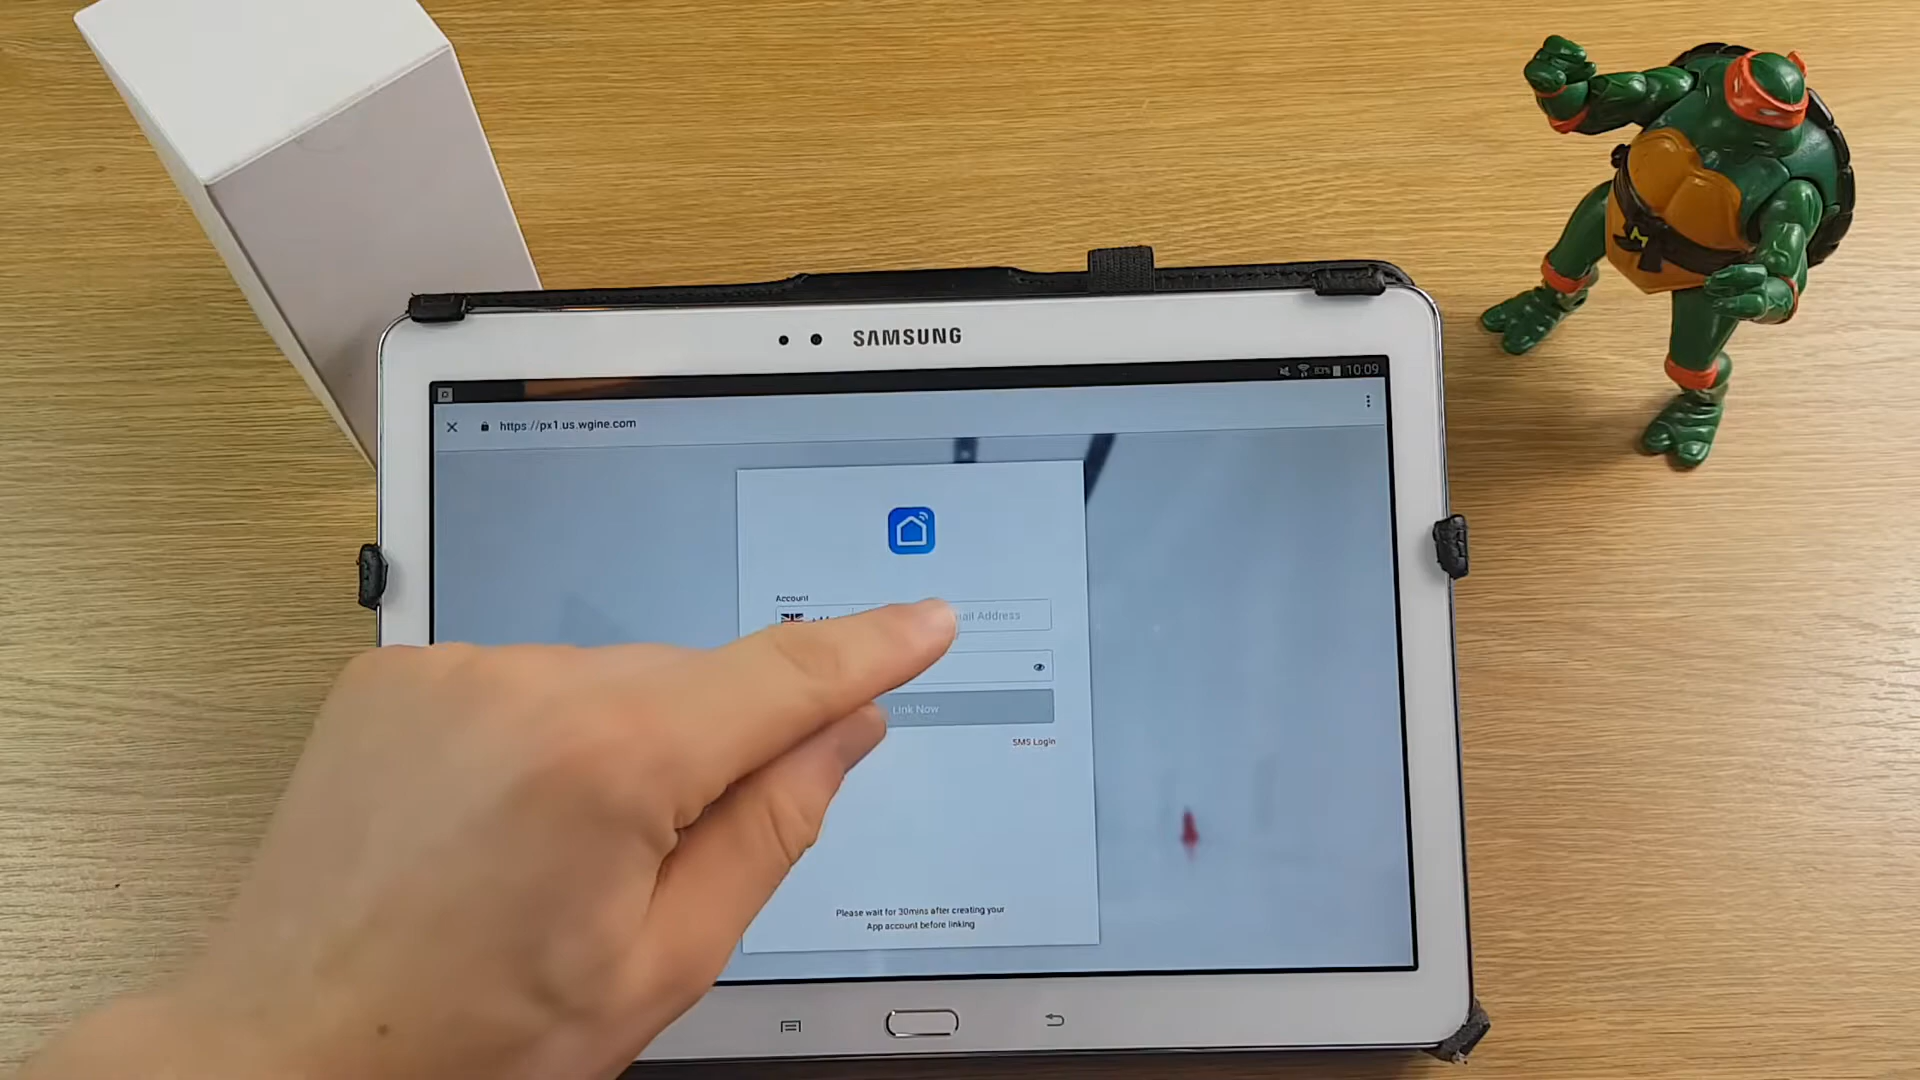 SAMSUNG
83% 10:09
https://px1.us.wgine.com
Account
Address
Link Now
SMS Login
Please wait for 30mins after creating your
App account before linking
M